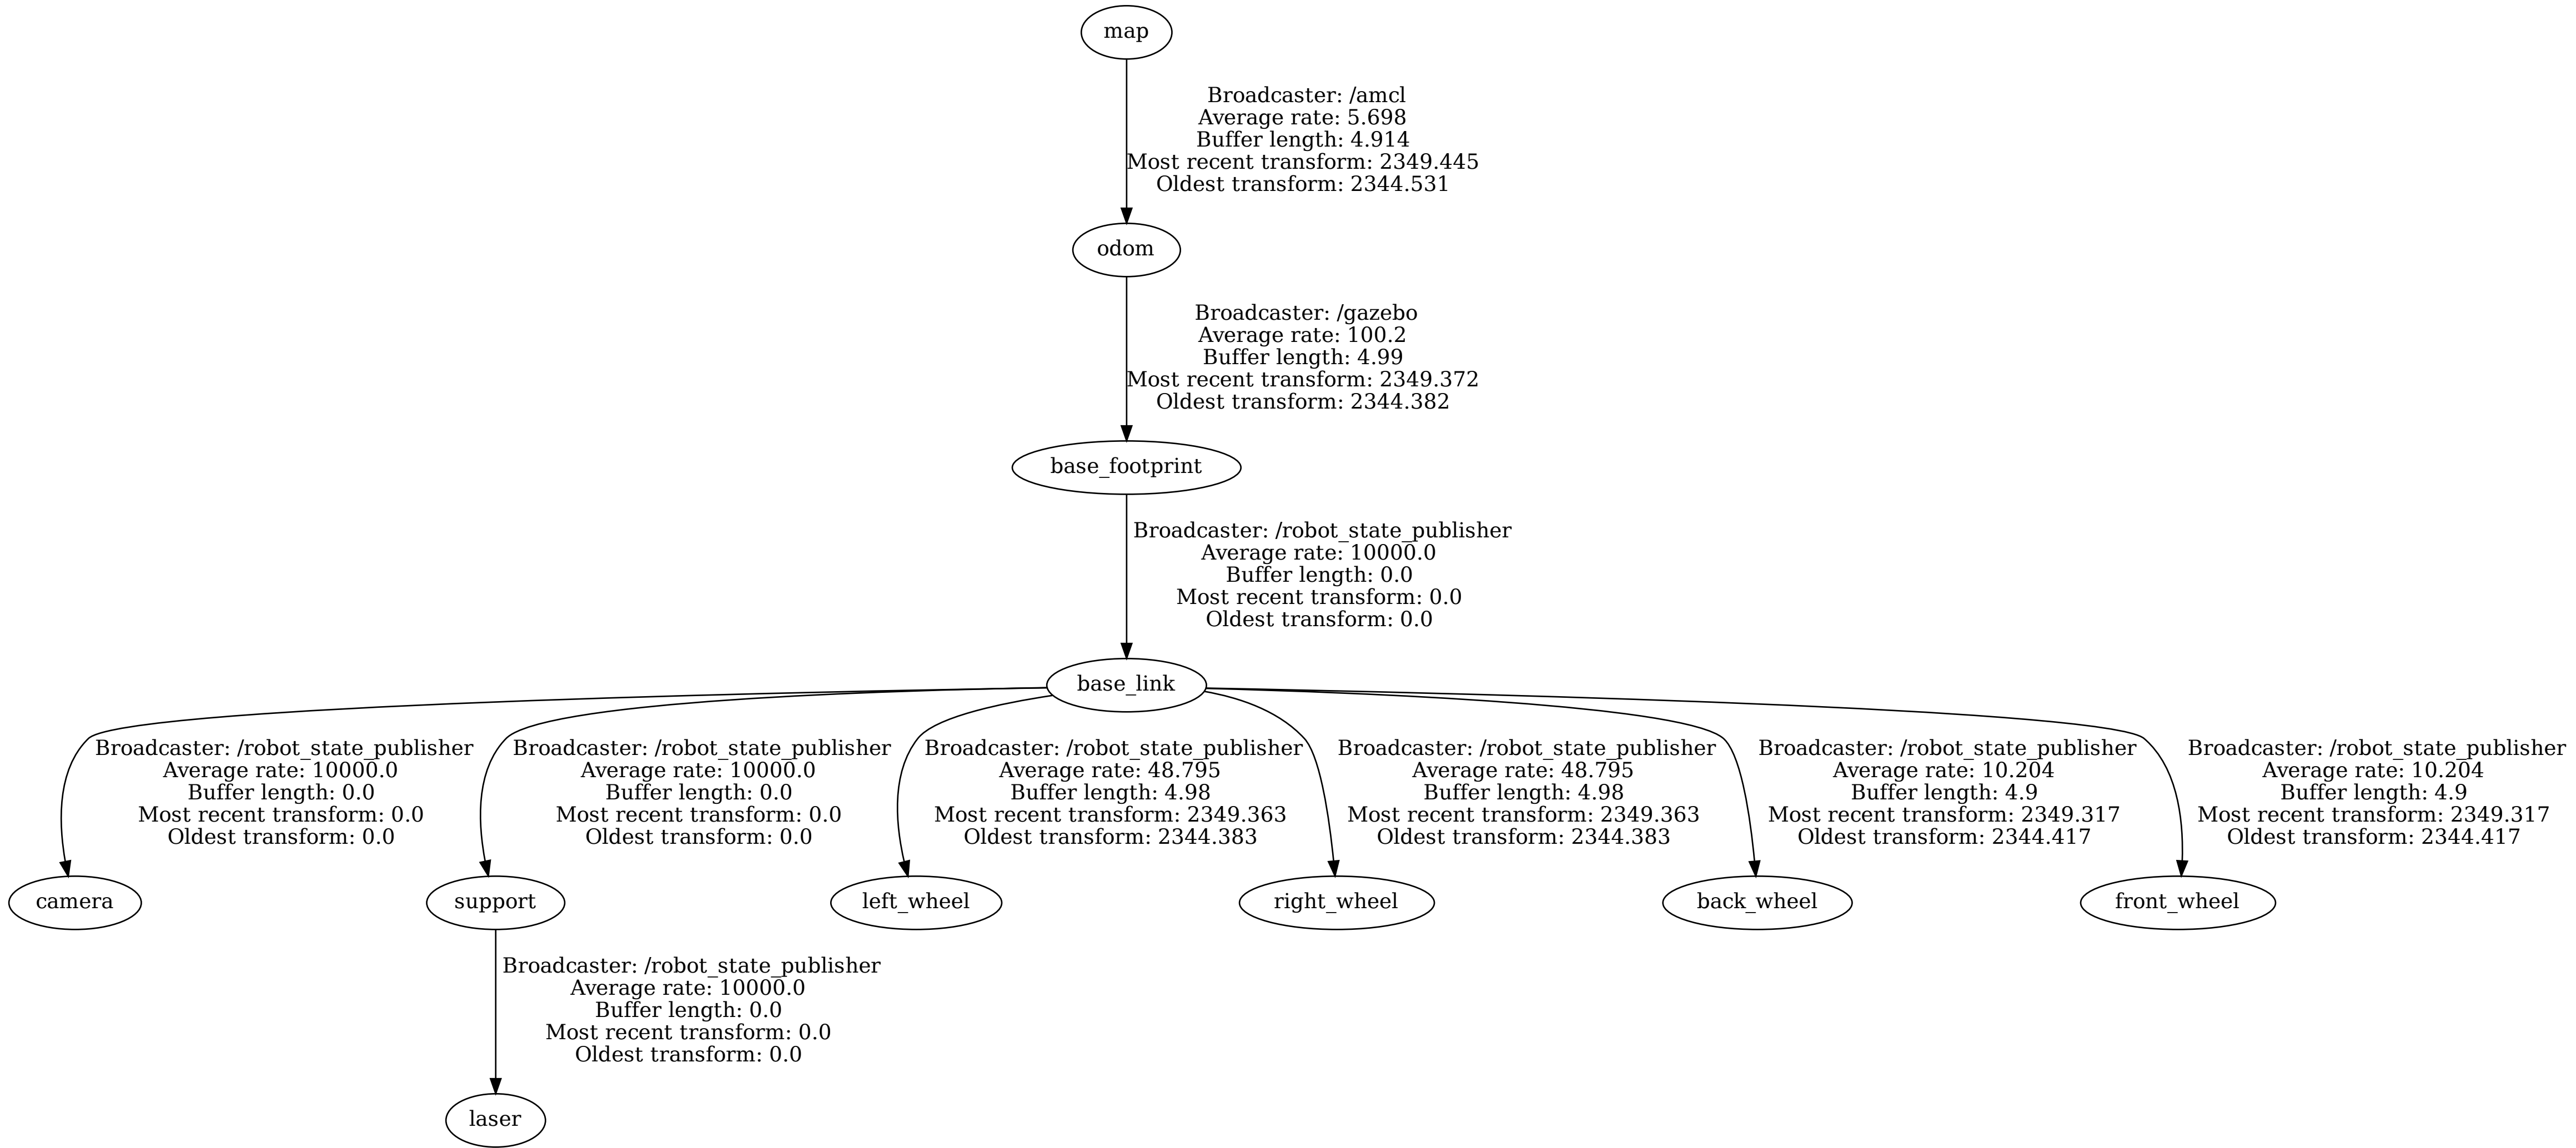 map
Broadcaster: /amcl
Average rate: 5.698
Buffer length: 4.914
Most recent transform: 2349.445
Oldest transform: 2344.531
odom
Broadcaster: /gazebo
Average rate: 100.2
Buffer length: 4.99
Most recent transform: 2349.372
Oldest transform: 2344.382
base_footprint
Broadcaster: /robot_state_publisher
Average rate: 10000.0
Buffer length: 0.0
Most recent transform: 0.0
Oldest transform: 0.0
base_link
Broadcaster: /robot_state_publisher
Average rate: 10000.0
Buffer length: 0.0
Most recent transform: 0.0
Oldest transform: 0.0
Broadcaster: /robot_state_publisher
Average rate: 10000.0
Buffer length: 0.0
Most recent transform: 0.0
Oldest transform: 0.0
Broadcaster: /robot_state_publisher
Average rate: 48.795
Buffer length: 4.98
Most recent transform: 2349.363
Oldest transform: 2344.383
Broadcaster: /robot_state_publisher
Average rate: 48.795
Buffer length: 4.98
Most recent transform: 2349.363
Oldest transform: 2344.383
Broadcaster: /robot_state_publisher
Average rate: 10.204
Buffer length: 4.9
Most recent transform: 2349.317
Oldest transform: 2344.417
Broadcaster: /robot_state_publisher
Average rate: 10.204
Buffer length: 4.9
Most recent transform: 2349.317
Oldest transform: 2344.417
camera
support
left_wheel
right_wheel
back_wheel
front_wheel
Broadcaster: /robot_state_publisher
Average rate: 10000.0
Buffer length: 0.0
Most recent transform: 0.0
Oldest transform: 0.0
laser